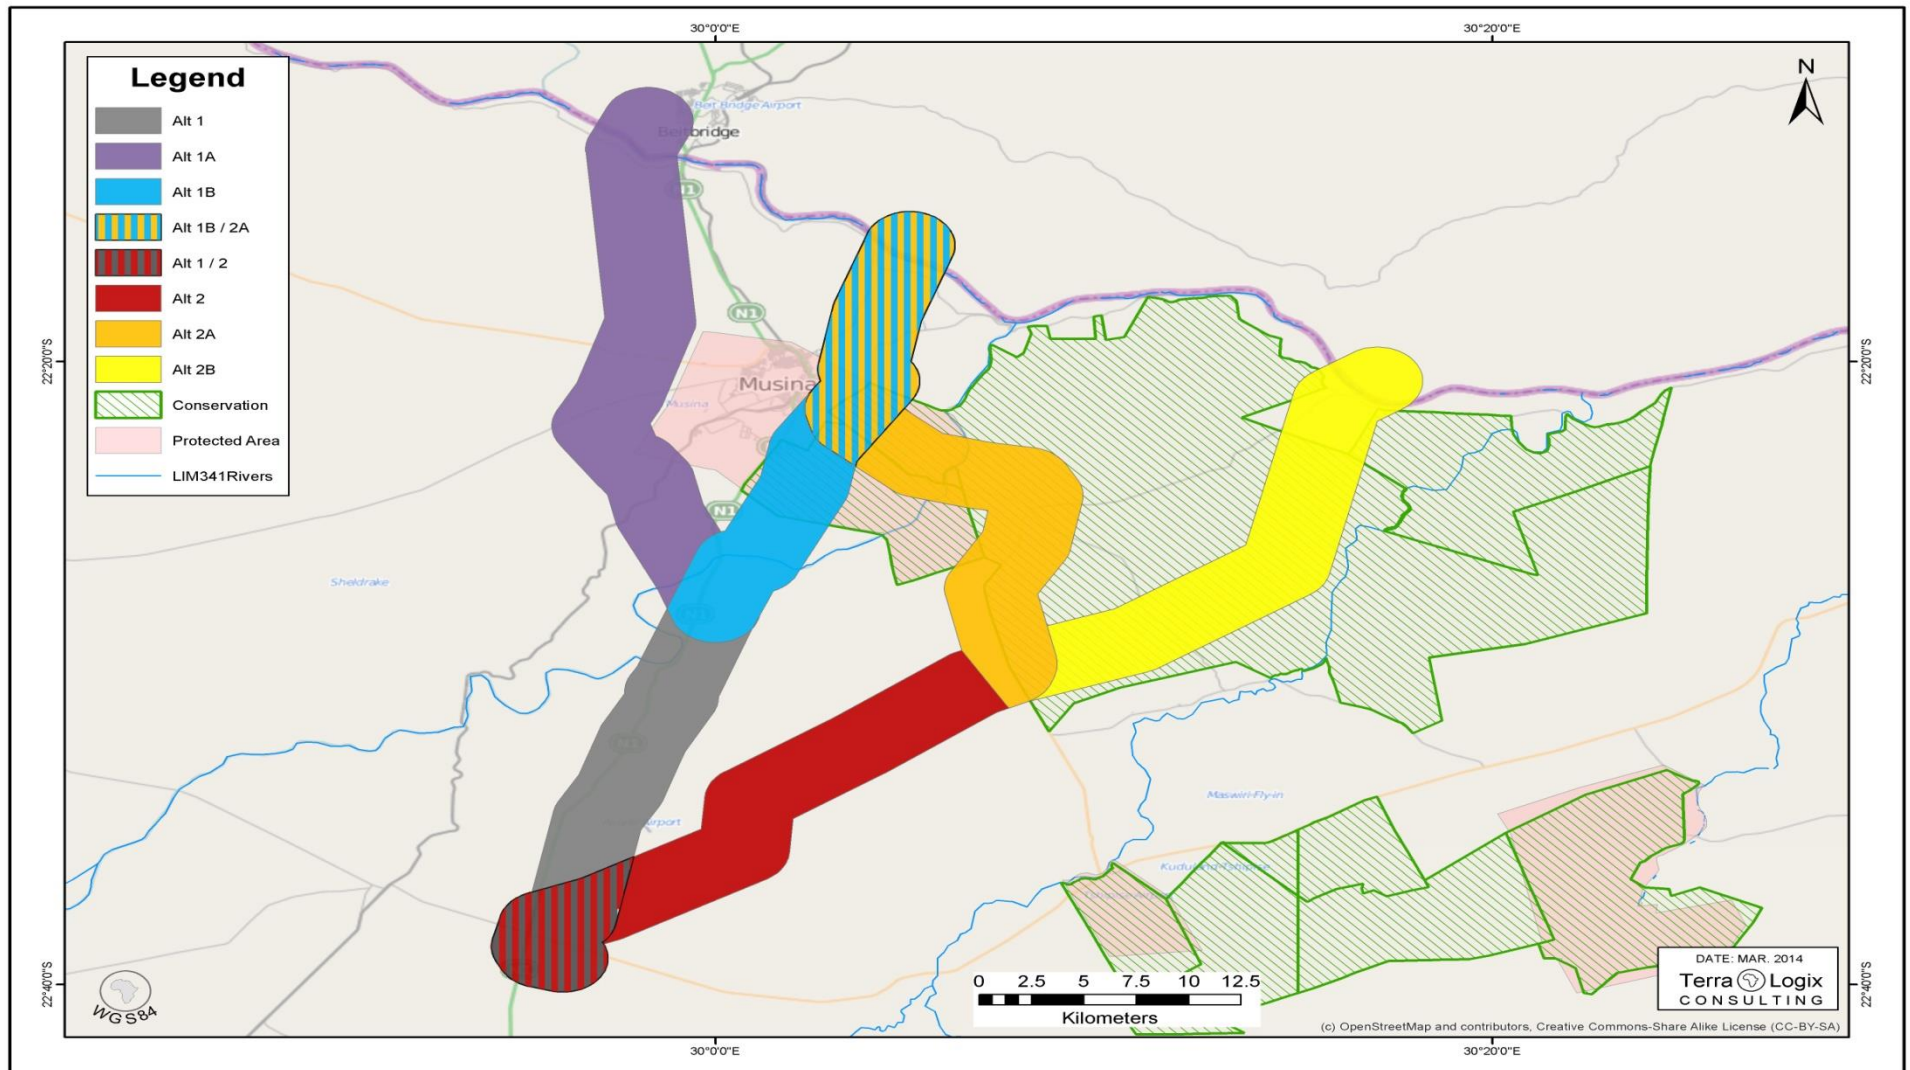 30°0'0"E
30°20'0"E
Legend
Alt 1
Alt 1A
Alt 1B
Alt 1B / 2A
Alt 1 / 2
Alt 2
Alt 2A
Alt 2B
Conservation
Protected Area
LIM341Rivers
N
Beit Bridge Airport
Beitbridge
N1
N1
22°20'0"S
22°20'0"S
Musina
Musina
N1
Sheldrake
N1
N1
Maswiri-Fly-in
airport
22°40'0"S
22°40'0"S
WGS84
0 2.5 5 7.5 10 12.5
Kilometers
DATE: MAR. 2014
Terra Logix
CONSULTING
(c) OpenStreetMap and contributors, Creative Commons-Share Alike License (CC-BY-SA)
30°0'0"E
30°20'0"E